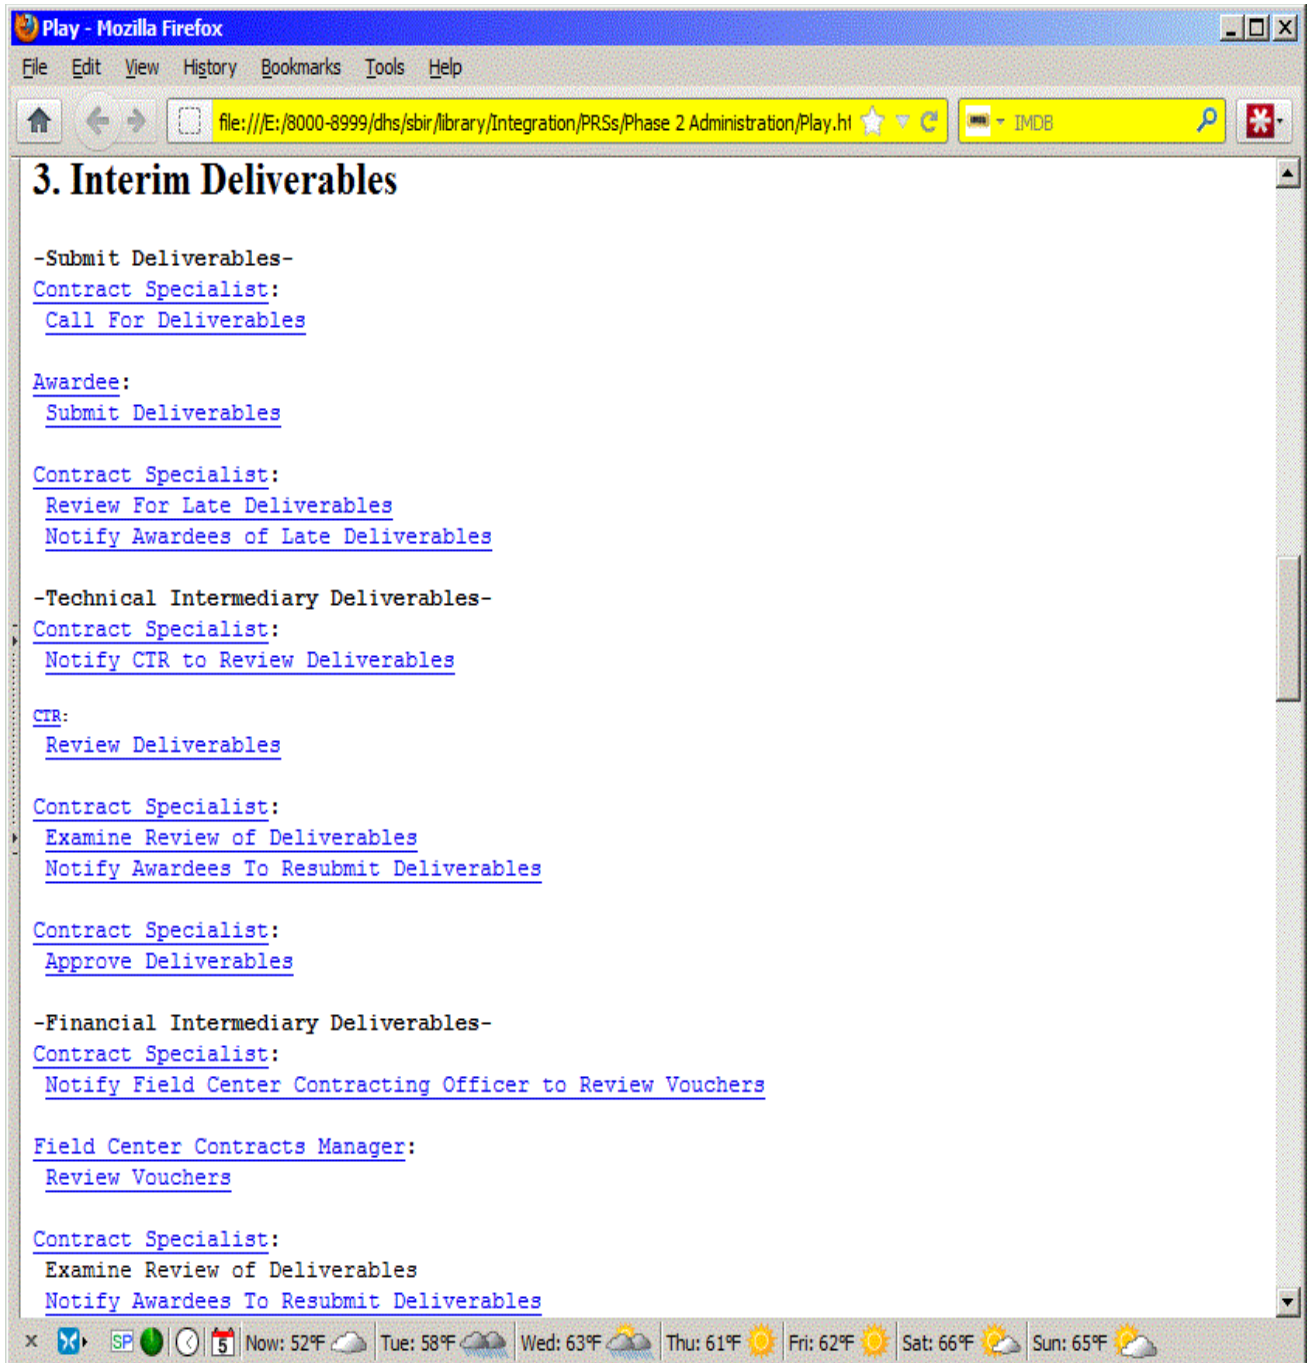 Play - Mozilla Firefox
File Edit View History Bookmarks Tools Help
file:///E:/8000-8999/dhs/sbir/library/Integration/PRSs/Phase 2 Administration/Play.ht IMDB
3. Interim Deliverables
-Submit Deliverables-
Contract Specialist:
Call For Deliverables
Awardee:
Submit Deliverables
Contract Specialist:
Review For Late Deliverables
Notify Awardees of Late Deliverables
-Technical Intermediary Deliverables-
Contract Specialist:
Notify CTR to Review Deliverables
CTR:
Review Deliverables
Contract Specialist:
Examine Review of Deliverables
Notify Awardees To Resubmit Deliverables
Contract Specialist:
Approve Deliverables
-Financial Intermediary Deliverables-
Contract Specialist:
Notify Field Center Contracting Officer to Review Vouchers
Field Center Contracts Manager:
Review Vouchers
Contract Specialist:
Examine Review of Deliverables
Notify Awardees To Resubmit Deliverables
SP 5 Now: 52°F Tue: 58°F Wed: 63°F Thu: 61°F Fri: 62°F Sat: 66°F Sun: 65°F